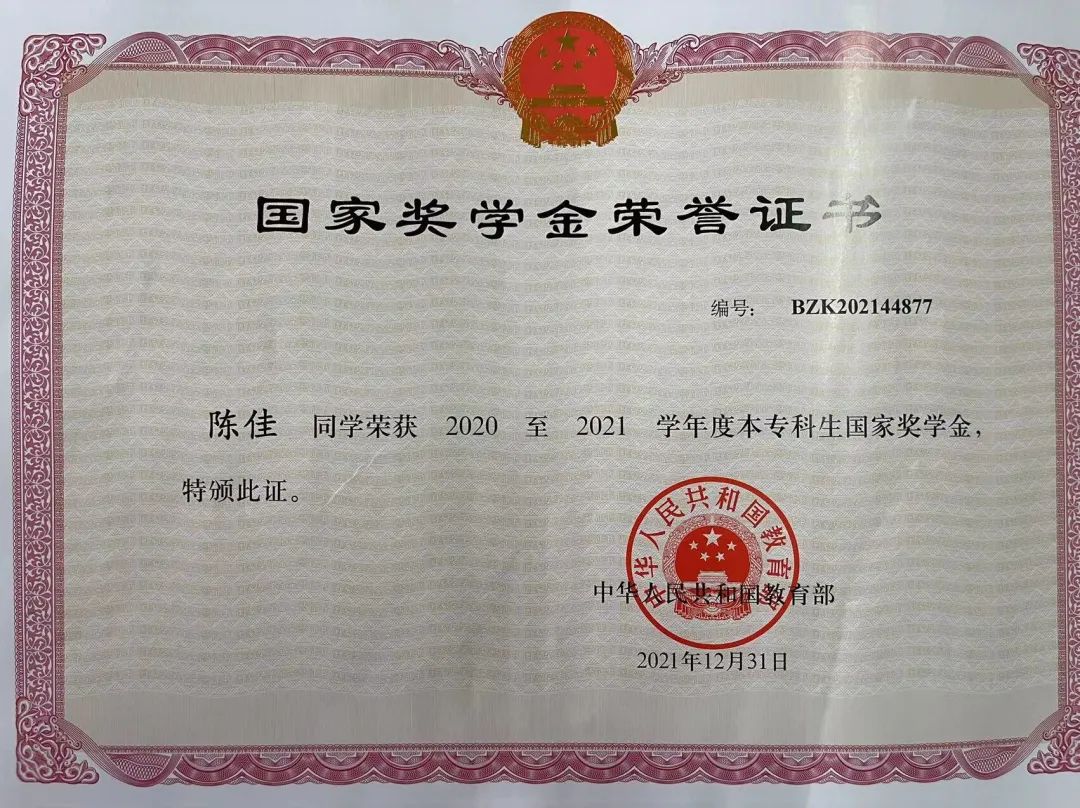 国家奖学金荣誉证书
编号： BZK202144877
陈佳 同学荣获 2020 至 2021 学年度本专科生国家奖学金，
特颁此证。
中华人民共和国教育部
中华人民共和国教育部
2021年12月31日